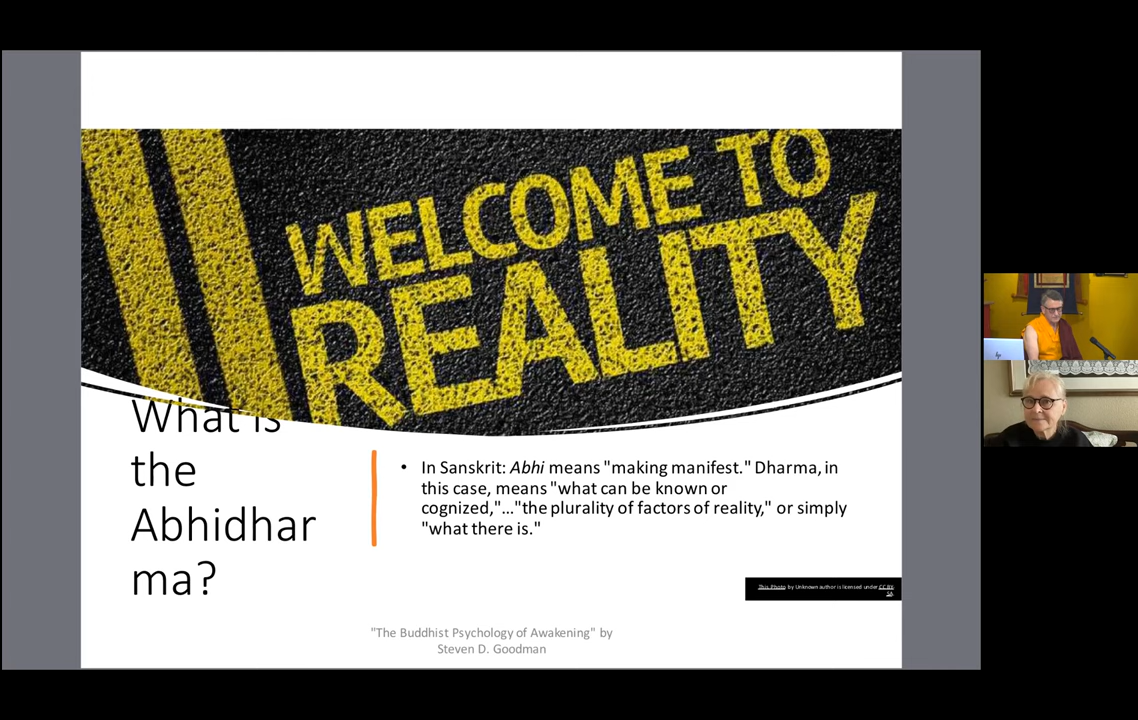 WELCOME TO
REALITY
What is
the
Abhidhar
ma?
• In Sanskrit: Abhi means "making manifest." Dharma, in
this case, means "what can be known or
cognized,"..."the plurality of factors of reality," or simply
"what there is."
This Photo by Unknown author is licensed under CC BY-
SA.
"The Buddhist Psychology of Awakening" by
Steven D. Goodman